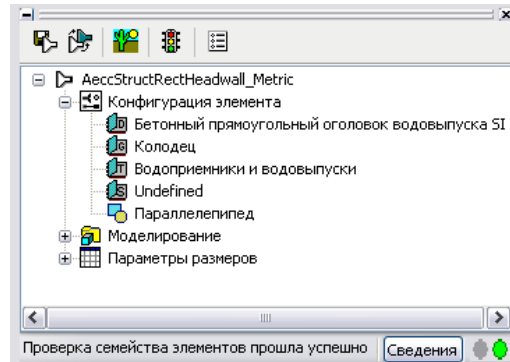 AeccStructRectHeadwall_Metric
Конфигурация элемента
Бетонный прямоугольный оголовок водовыпуска SI
Колодец
Водоприемники и водовыпуски
Undefined
Параллелепипед
Моделирование
Параметры размеров
Проверка семейства элементов прошла успешно Сведения